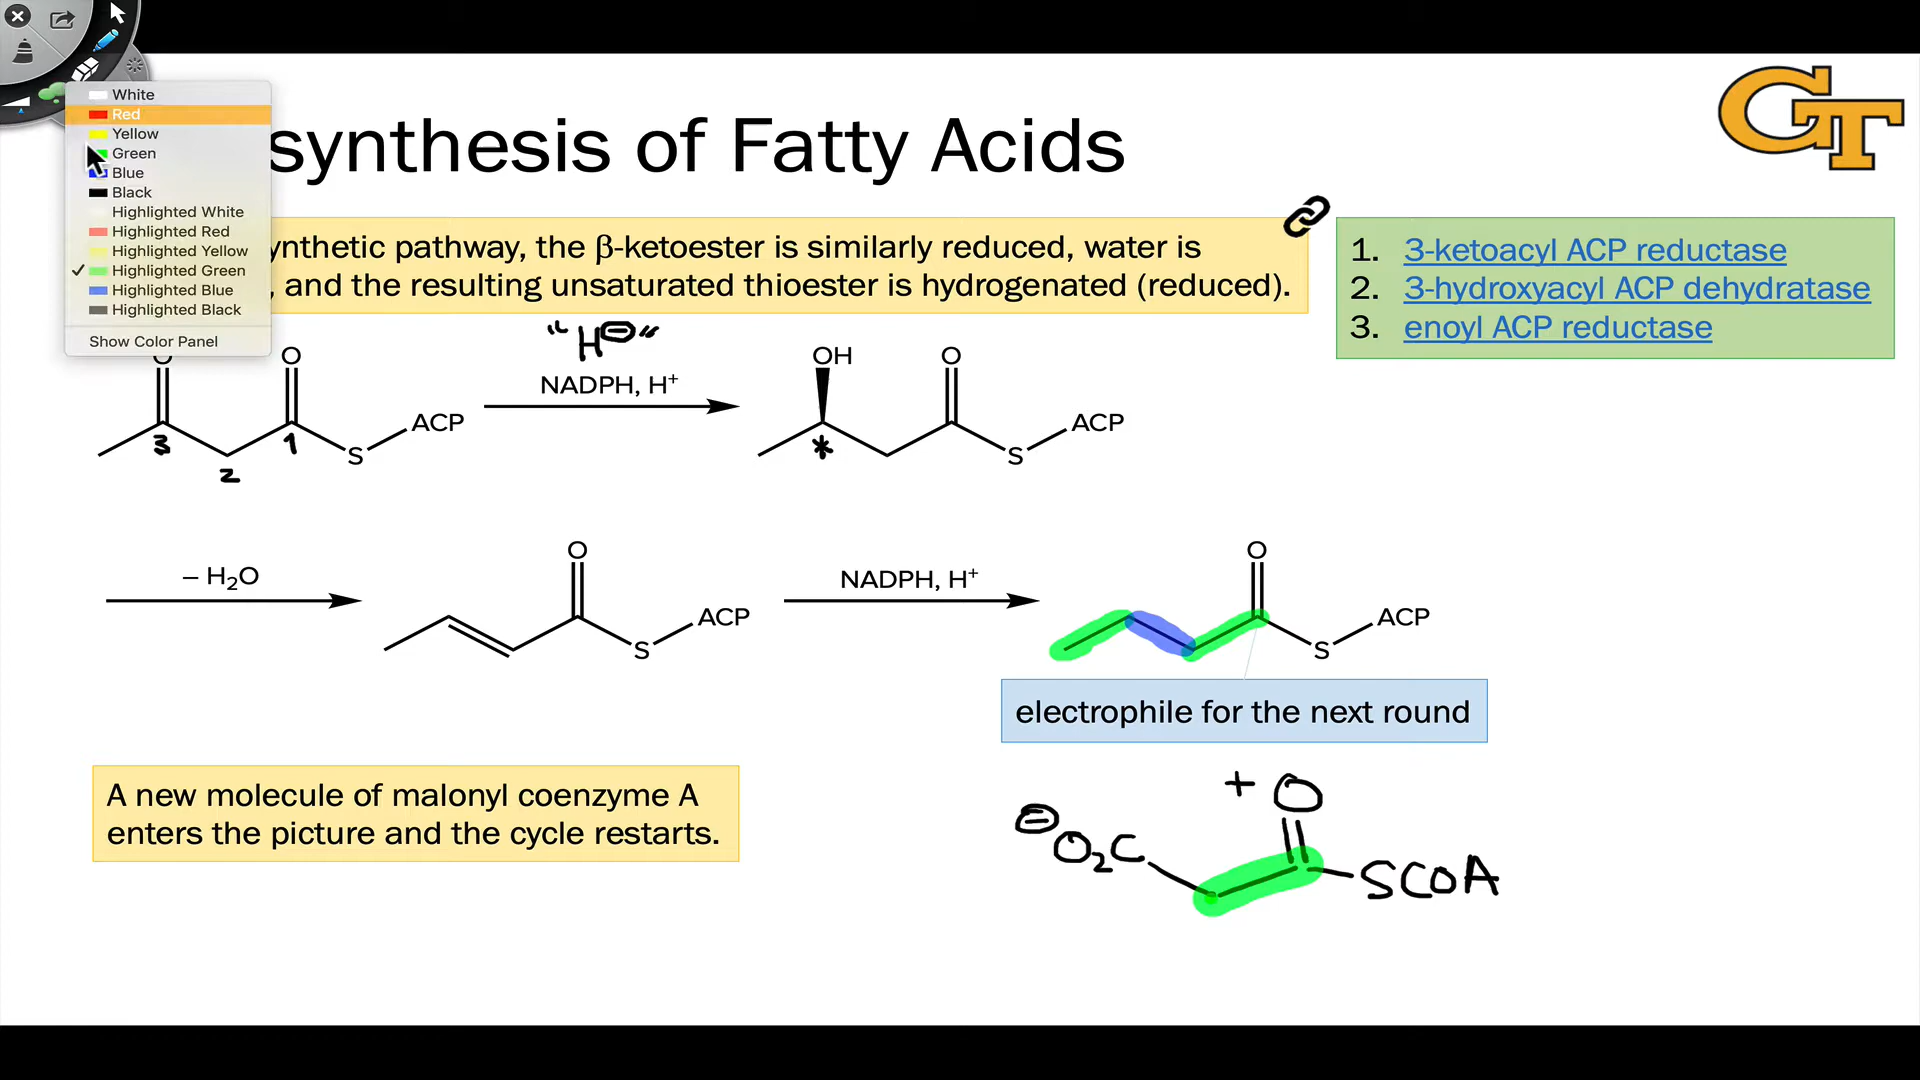 White
Red
Yellow
Green
Blue
Black
Highlighted White
Highlighted Red
Highlighted Yellow
Highlighted Green
Highlighted Blue
Highlighted Black
Show Color Panel
synthesis of Fatty Acids
GT
ynthetic pathway, the β-ketoester is similarly reduced, water is
, and the resulting unsaturated thioester is hydrogenated (reduced).
1. 3-ketoacyl ACP reductase
2. 3-hydroxyacyl ACP dehydratase
3. enoyl ACP reductase
"H⊖"
O O S ACP
3 2 1
NADPH, H⁺
OH O S ACP
*
– H₂O
O S ACP
NADPH, H⁺
O S ACP
electrophile for the next round
A new molecule of malonyl coenzyme A
enters the picture and the cycle restarts.
+
⊖O₂C O SCOA